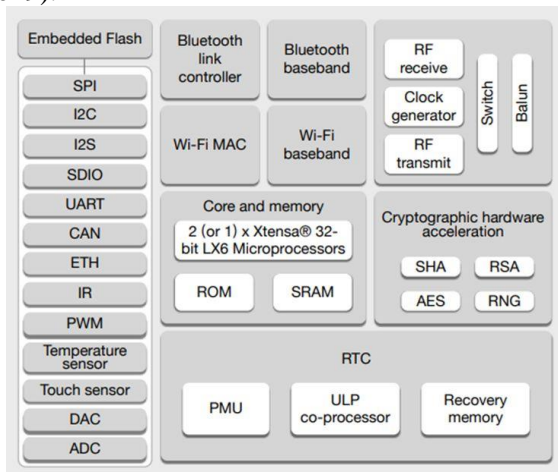 Embedded Flash
SPI
I2C
I2S
SDIO
UART
CAN
ETH
IR
PWM
Temperature
sensor
Touch sensor
DAC
ADC
Bluetooth
link
controller
Bluetooth
baseband
Wi-Fi MAC
Wi-Fi
baseband
RF
receive
Clock
generator
RF
transmit
Switch
Balun
Core and memory
2 (or 1) x Xtensa® 32-
bit LX6 Microprocessors
ROM
SRAM
Cryptographic hardware
acceleration
SHA
RSA
AES
RNG
RTC
PMU
ULP
co-processor
Recovery
memory